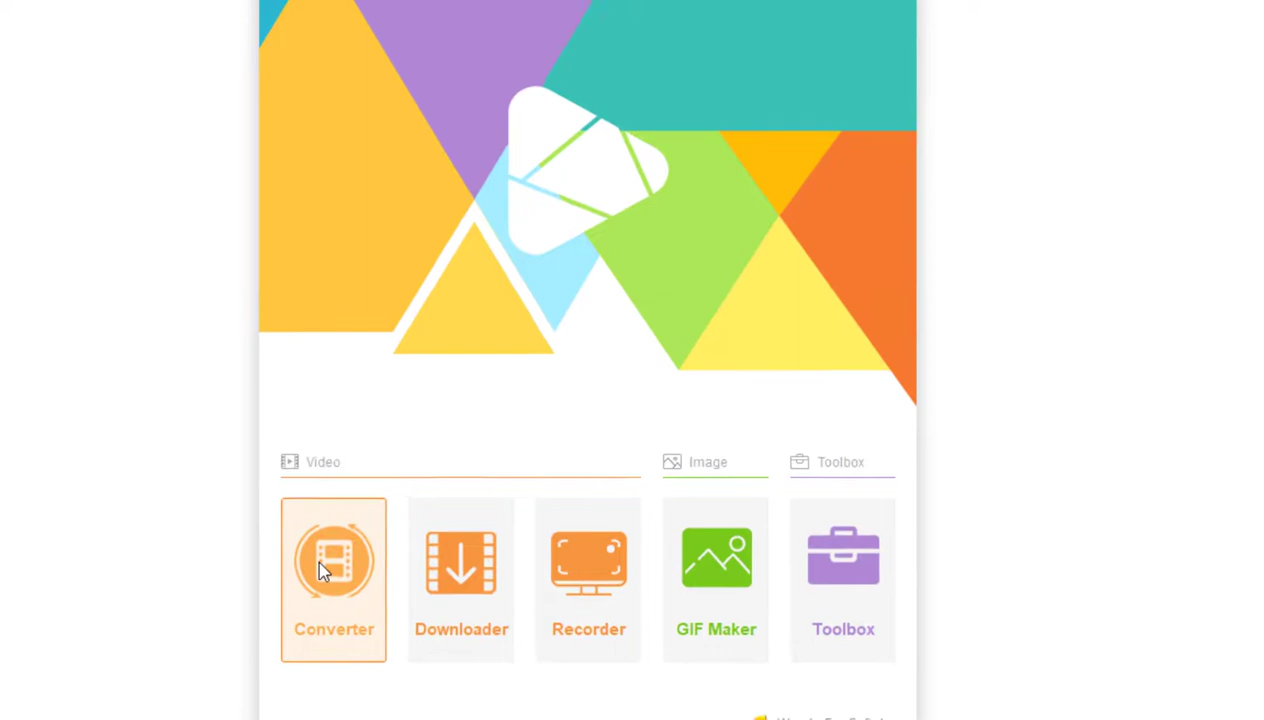 Video
Image
Toolbox
Converter
Downloader
Recorder
GIF Maker
Toolbox